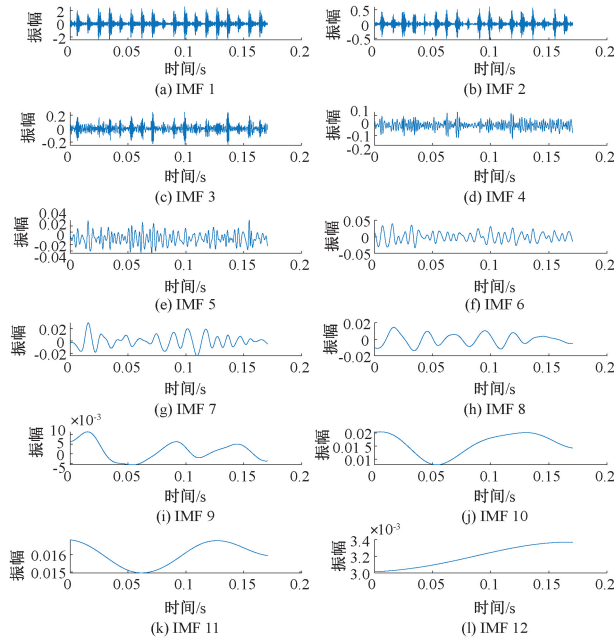 振幅 2 0 -2
0 0.05 0.1 0.15 0.2
时间/s
(a) IMF 1
振幅 0.5 0 -0.5
0 0.05 0.1 0.15 0.2
时间/s
(b) IMF 2
振幅 0.2 0 -0.2
0 0.05 0.1 0.15 0.2
时间/s
(c) IMF 3
振幅 0.1 0 -0.1 -0.2
0 0.05 0.1 0.15 0.2
时间/s
(d) IMF 4
振幅 0.04 0.02 0 -0.02 -0.04
0 0.05 0.1 0.15 0.2
时间/s
(e) IMF 5
振幅 0.05 0 -0.05
0 0.05 0.1 0.15 0.2
时间/s
(f) IMF 6
振幅 0.02 0 -0.02
0 0.05 0.1 0.15 0.2
时间/s
(g) IMF 7
振幅 0.02 0 -0.02
0 0.05 0.1 0.15 0.2
时间/s
(h) IMF 8
×10⁻³
振幅 10 5 0 -5
0 0.05 0.1 0.15 0.2
时间/s
(i) IMF 9
振幅 0.02 0.015 0.01
0 0.05 0.1 0.15 0.2
时间/s
(j) IMF 10
振幅 0.016 0.015
0 0.05 0.1 0.15 0.2
时间/s
(k) IMF 11
×10⁻³
振幅 3.4 3.2 3.0
0 0.05 0.1 0.15 0.2
时间/s
(l) IMF 12